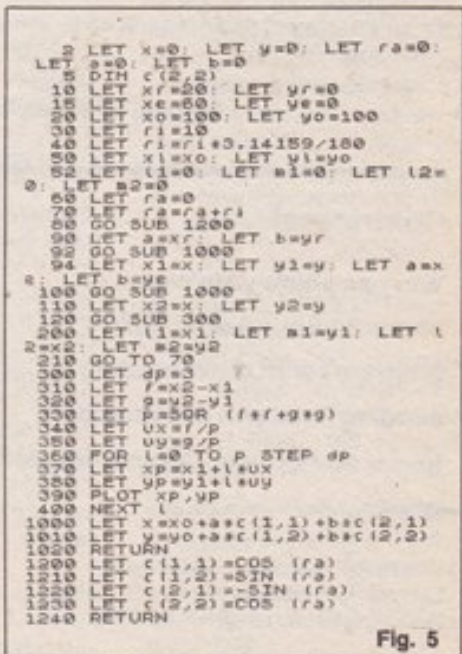 2 LET x=0: LET y=0: LET ra=0:
LET a=0: LET b=0
5 DIM c(2,2)
10 LET xr=20: LET yr=0
15 LET xe=60: LET ye=0
20 LET xo=100: LET yo=100
30 LET ri=10
40 LET ri=ri*3.14159/180
50 LET xl=xo: LET yl=yo
52 LET l1=0: LET m1=0: LET l2=
0: LET m2=0
60 LET ra=0
70 LET ra=ra+ri
80 GO SUB 1200
90 LET a=xr: LET b=yr
92 GO SUB 1000
94 LET x1=x: LET y1=y: LET a=x
e: LET b=ye
100 GO SUB 1000
110 LET x2=x: LET y2=y
120 GO SUB 300
200 LET l1=x1: LET m1=y1: LET l
2=x2: LET m2=y2
210 GO TO 70
300 LET dp=3
310 LET f=x2-x1
320 LET g=y2-y1
330 LET p=SQR (f*f+g*g)
340 LET ux=f/p
350 LET uy=g/p
360 FOR l=0 TO p STEP dp
370 LET xp=x1+l*ux
380 LET yp=y1+l*uy
390 PLOT xp,yp
400 NEXT l
1000 LET x=xo+a*c(1,1)+b*c(2,1)
1010 LET y=yo+a*c(1,2)+b*c(2,2)
1020 RETURN
1200 LET c(1,1)=COS (ra)
1210 LET c(1,2)=SIN (ra)
1220 LET c(2,1)=-SIN (ra)
1230 LET c(2,2)=COS (ra)
1240 RETURN
Fig. 5